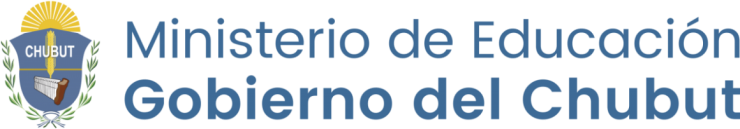 CHUBUT
Ministerio de Educación
Gobierno del Chubut